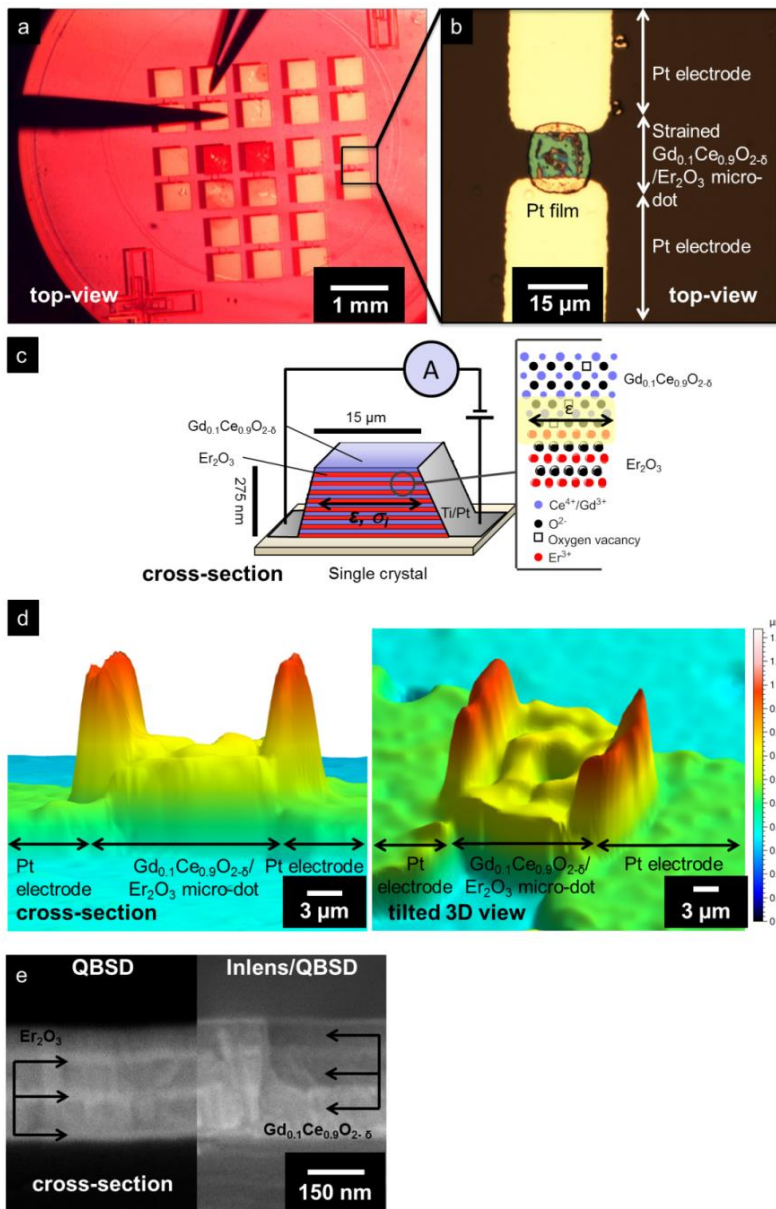 a
top-view
1 mm
b
Pt electrode
Strained
Gd0.1Ce0.9O2-δ
/Er2O3 micro-
dot
Pt film
Pt electrode
15 µm
top-view
c
A
15 µm
Gd0.1Ce0.9O2-δ
Er2O3
275 nm
ε, σi
Ti/Pt
cross-section
Single crystal
Gd0.1Ce0.9O2-δ
ε
Er2O3
Ce4+/Gd3+
O2-
Oxygen vacancy
Er3+
d
Pt
electrode
Gd0.1Ce0.9O2-δ/
Er2O3 micro-dot
Pt electrode
cross-section
3 µm
Pt
electrode
Gd0.1Ce0.9O2-δ/
Er2O3 micro-dot
Pt electrode
tilted 3D view
3 µm
e
QBSD
Inlens/QBSD
Er2O3
Gd0.1Ce0.9O2-δ
cross-section
150 nm